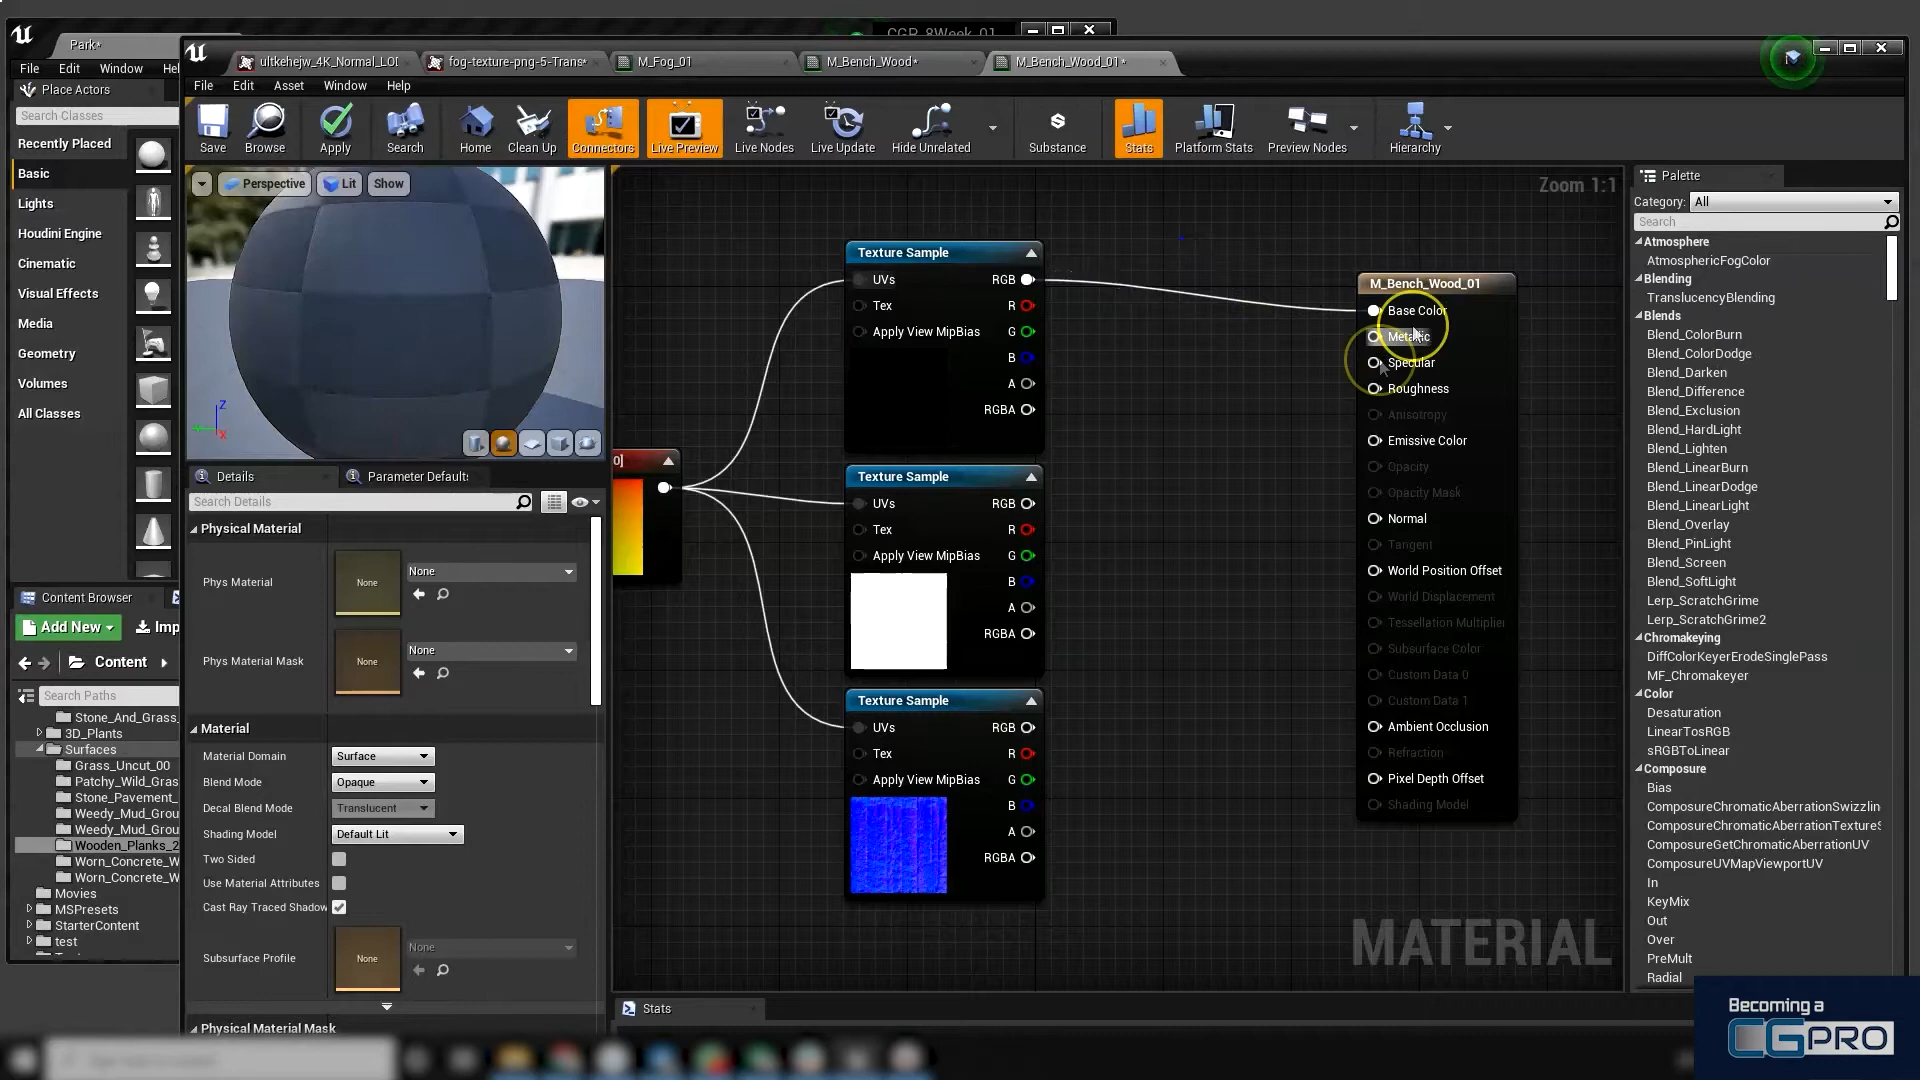 CGP_8Week_01
Park*
File Edit Window Hel
Place Actors
Search Classes
Recently Placed
Basic
Lights
Houdini Engine
Cinematic
Visual Effects
Media
Geometry
Volumes
All Classes
Content Browser
Add New
Imp
Content
Search Paths
Stone_And_Grass_
3D_Plants
Surfaces
Grass_Uncut_00
Patchy_Wild_Gras
Stone_Pavement_
Weedy_Mud_Grou
Weedy_Mud_Grou
Wooden_Planks_2
Worn_Concrete_W
Worn_Concrete_W
Movies
MSPresets
StarterContent
test
ultkehejw_4K_Normal_LOD
fog-texture-png-5-Trans*
M_Fog_01
M_Bench_Wood*
M_Bench_Wood_01*
File Edit Asset Window Help
Save Browse Apply Search Home Clean Up Connectors Live Preview Live Nodes Live Update Hide Unrelated Substance Stats Platform Stats Preview Nodes Hierarchy
Perspective Lit Show
Z
X
Details
Parameter Defaults
Search Details
Physical Material
Phys Material
None
None
Phys Material Mask
None
None
Material
Material Domain Surface
Blend Mode Opaque
Decal Blend Mode Translucent
Shading Model Default Lit
Two Sided
Use Material Attributes
Cast Ray Traced Shadow
Subsurface Profile
None
None
Physical Material Mask
Zoom 1:1
0]
Texture Sample
UVs RGB
Tex R
Apply View MipBias G
B
A
RGBA
Texture Sample
UVs RGB
Tex R
Apply View MipBias G
B
A
RGBA
Texture Sample
UVs RGB
Tex R
Apply View MipBias G
B
A
RGBA
M_Bench_Wood_01
Base Color
Metallic
Specular
Roughness
Anisotropy
Emissive Color
Opacity
Opacity Mask
Normal
Tangent
World Position Offset
World Displacement
Tessellation Multiplier
Subsurface Color
Custom Data 0
Custom Data 1
Ambient Occlusion
Refraction
Pixel Depth Offset
Shading Model
MATERIAL
Stats
Palette
Category: All
Search
Atmosphere
AtmosphericFogColor
Blending
TranslucencyBlending
Blends
Blend_ColorBurn
Blend_ColorDodge
Blend_Darken
Blend_Difference
Blend_Exclusion
Blend_HardLight
Blend_Lighten
Blend_LinearBurn
Blend_LinearDodge
Blend_LinearLight
Blend_Overlay
Blend_PinLight
Blend_Screen
Blend_SoftLight
Lerp_ScratchGrime
Lerp_ScratchGrime2
Chromakeying
DiffColorKeyerErodeSinglePass
MF_Chromakeyer
Color
Desaturation
LinearTosRGB
sRGBToLinear
Composure
Bias
ComposureChromaticAberrationSwizzlin
ComposureChromaticAberrationTextureS
ComposureGetChromaticAberrationUV
ComposureUVMapViewportUV
In
KeyMix
Out
Over
PreMult
Radial
Becoming a
CGPRO